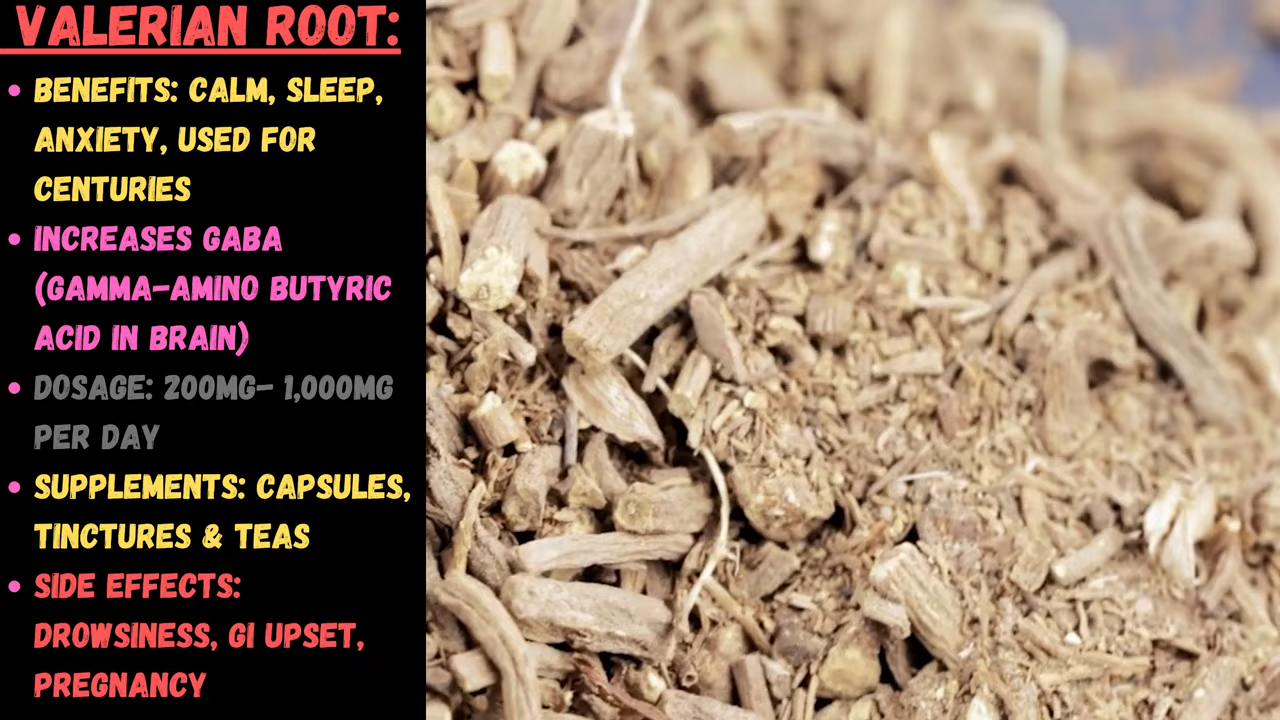 VALERIAN ROOT:
• BENEFITS: CALM, SLEEP,
ANXIETY, USED FOR
CENTURIES
• INCREASES GABA
(GAMMA-AMINO BUTYRIC
ACID IN BRAIN)
• DOSAGE: 200MG- 1,000MG
PER DAY
• SUPPLEMENTS: CAPSULES,
TINCTURES & TEAS
• SIDE EFFECTS:
DROWSINESS, GI UPSET,
PREGNANCY